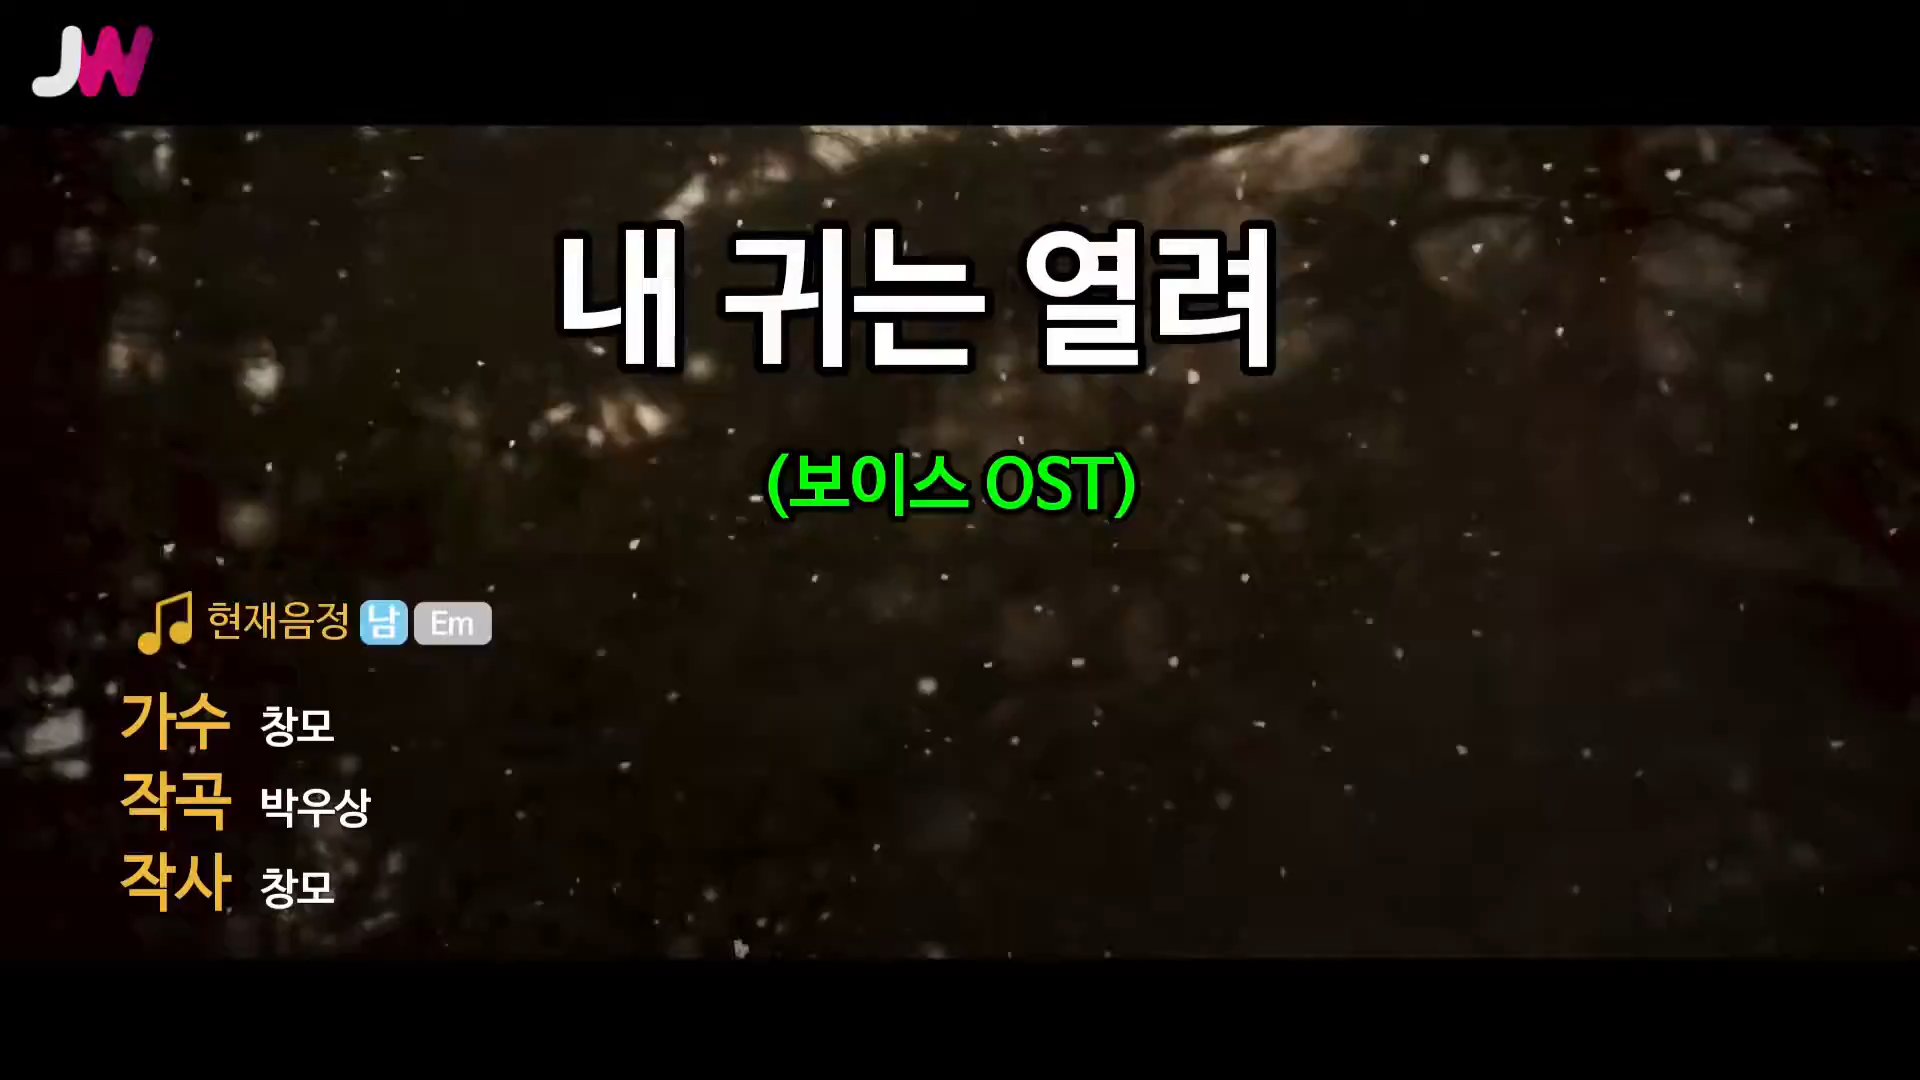 JW
내 귀는 열려
(보이스 OST)
현재음정 남 Em
가수 창모
작곡 박우상
작사 창모